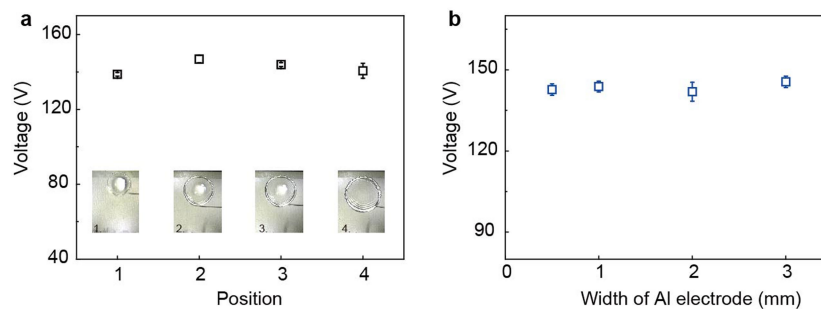 a
160
120
80
40
Voltage (V)
1.
2.
3.
4.
1 2 3 4
Position
b
150
120
90
Voltage (V)
0 1 2 3
Width of Al electrode (mm)